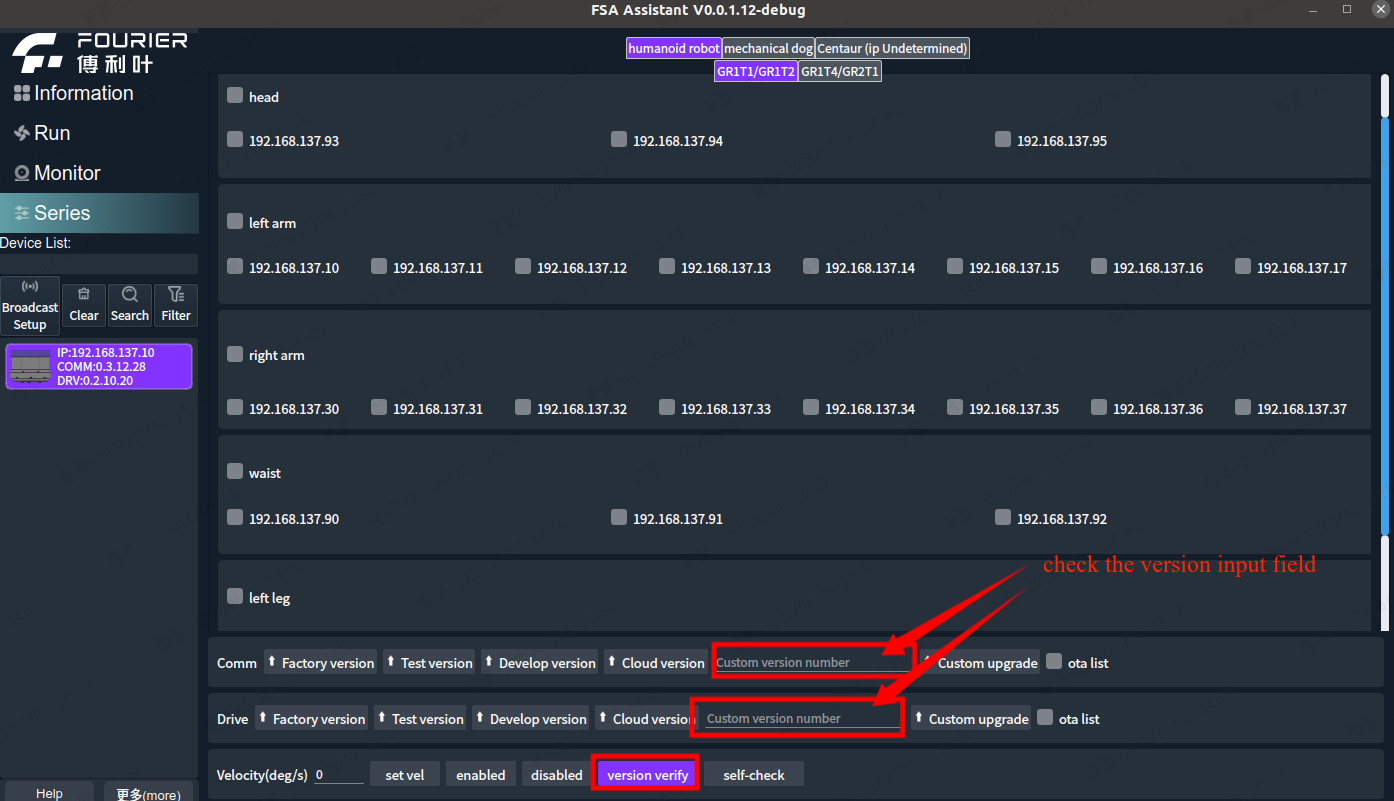 FSA Assistant V0.0.1.12-debug
FOURIER
傅利叶
humanoid robot mechanical dog Centaur (ip Undetermined)
GR1T1/GR1T2 GR1T4/GR2T1
Information
Run
Monitor
Series
Device List:
Broadcast Setup Clear Search Filter
IP:192.168.137.10
COMM:0.3.12.28
DRV:0.2.10.20
Help 更多(more)
head
192.168.137.93 192.168.137.94 192.168.137.95
left arm
192.168.137.10 192.168.137.11 192.168.137.12 192.168.137.13 192.168.137.14 192.168.137.15 192.168.137.16 192.168.137.17
right arm
192.168.137.30 192.168.137.31 192.168.137.32 192.168.137.33 192.168.137.34 192.168.137.35 192.168.137.36 192.168.137.37
waist
192.168.137.90 192.168.137.91 192.168.137.92
check the version input field
left leg
Comm Factory version Test version Develop version Cloud version Custom version number Custom upgrade ota list
Drive Factory version Test version Develop version Cloud version Custom version number Custom upgrade ota list
Velocity(deg/s) 0 set vel enabled disabled version verify self-check